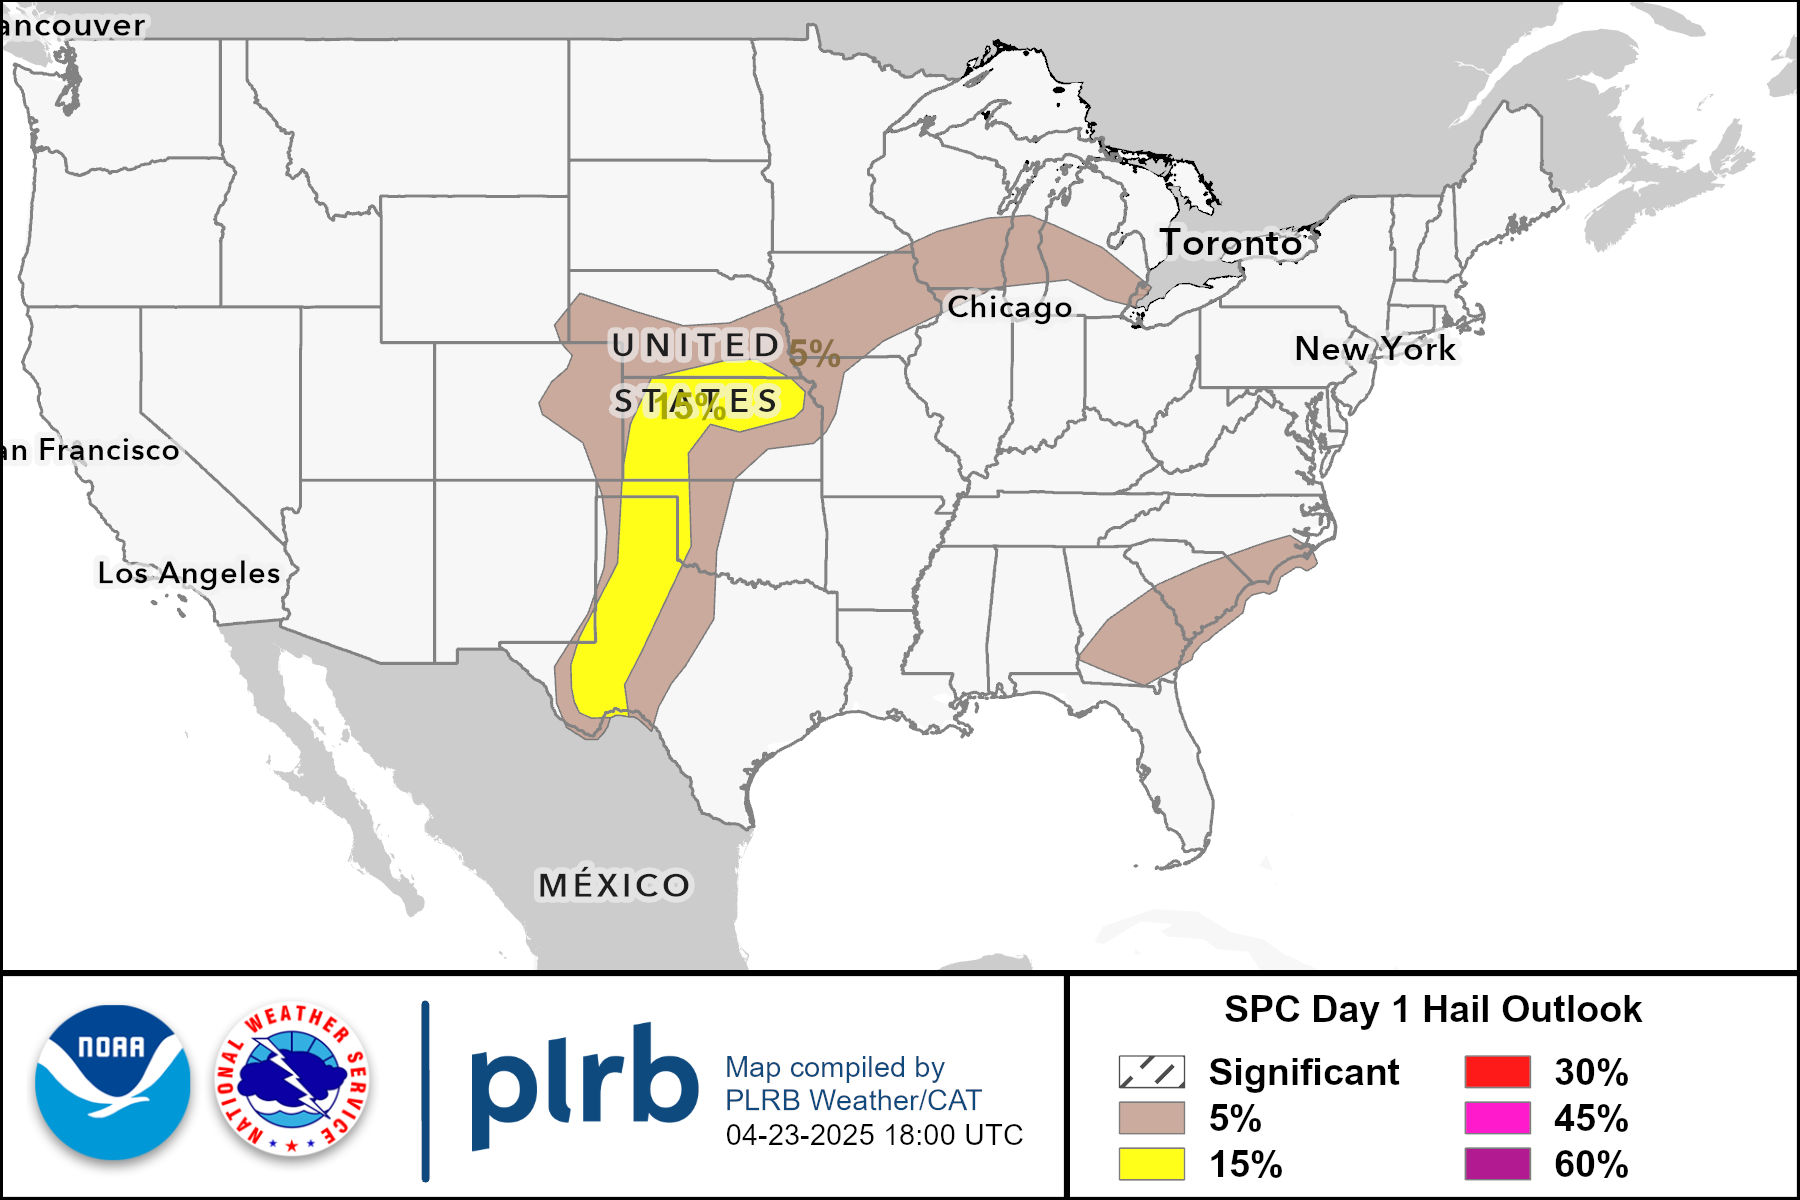 ancouver
Toronto
Chicago
New York
UNITED
5%
STATES
15%
an Francisco
Los Angeles
MÉXICO
NOAA
NATIONAL WEATHER SERVICE
plrb
Map compiled by
PLRB Weather/CAT
04-23-2025 18:00 UTC
SPC Day 1 Hail Outlook
Significant
5%
15%
30%
45%
60%